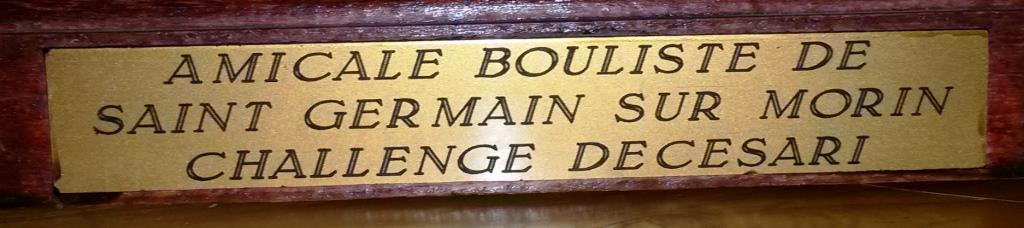 AMICALE BOULISTE DE
SAINT GERMAIN SUR MORIN
CHALLENGE DECESARI